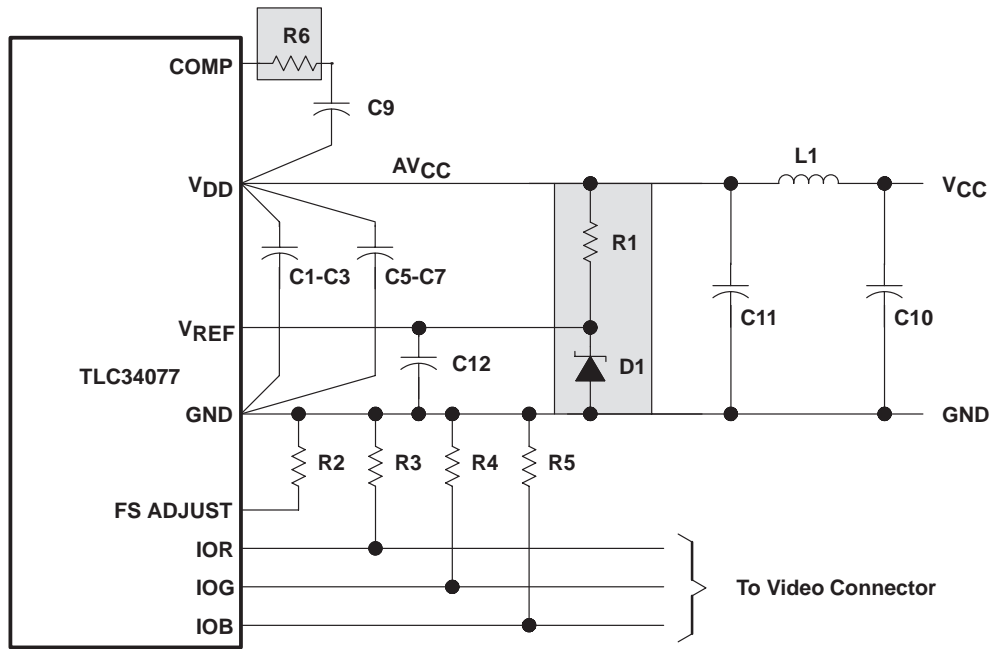 R6
COMP
C9
L1
AVCC
VDD
VCC
R1
C1-C3
C5-C7
C11
C10
VREF
C12
D1
TLC34077
GND
GND
R2
R3
R4
R5
FS ADJUST
IOR
IOG
To Video Connector
IOB